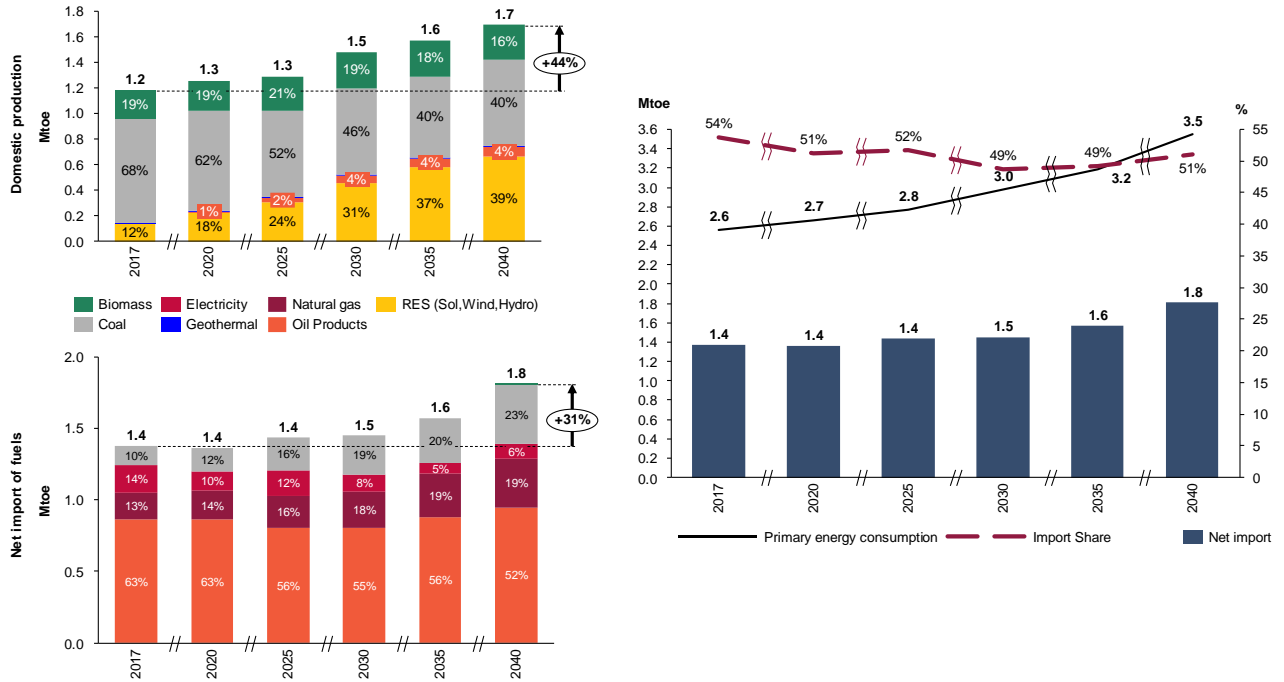 Domestic production
Mtoe
1.8
1.6
1.4
1.2
1.0
0.8
0.6
0.4
0.2
0.0
1.2 1.3 1.3 1.5 1.6 1.7
+44%
19% 19% 21% 19% 18% 16%
68% 62% 52% 46% 40% 40%
1% 2% 4% 4% 4%
12% 18% 24% 31% 37% 39%
2017 2020 2025 2030 2035 2040
Biomass Electricity Natural gas RES (Sol,Wind,Hydro)
Coal Geothermal Oil Products
Net import of fuels
Mtoe
2.0
1.5
1.0
0.5
0.0
1.4 1.4 1.4 1.5 1.6 1.8
+31%
10% 12% 16% 19% 20% 23%
14% 10% 12% 8% 5% 6%
13% 14% 16% 18% 19% 19%
63% 63% 56% 55% 56% 52%
2017 2020 2025 2030 2035 2040
Mtoe
%
3.6
3.4
3.2
3.0
2.8
2.6
2.4
2.2
2.0
1.8
1.6
1.4
1.2
1.0
0.8
0.6
0.4
0.2
0.0
55
50
45
40
35
30
25
20
15
10
5
0
54% 51% 52% 49% 49% 51%
2.6 2.7 2.8 3.0 3.2 3.5
1.4 1.4 1.4 1.5 1.6 1.8
2017 2020 2025 2030 2035 2040
Primary energy consumption Import Share Net import